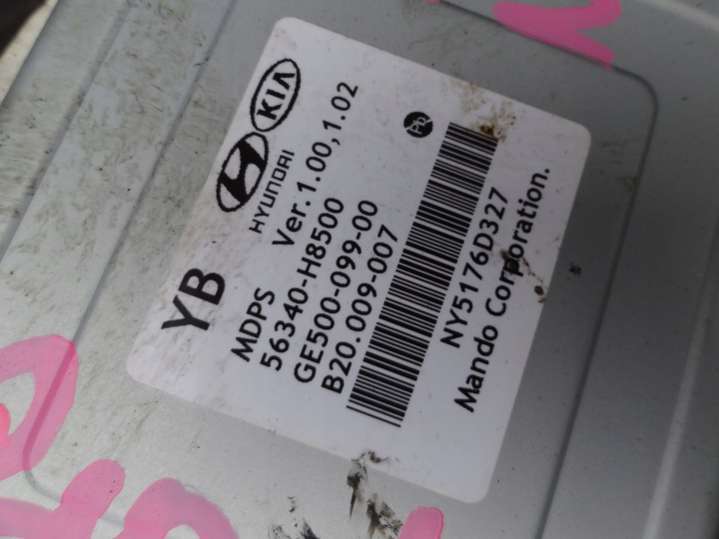 YB
HYUNDAI
KIA
MDPS Ver:1.00,1.02
56340-H8500
GE500-099-00
B20.009-007
Pb
NY5176D327
Mando Corporation.